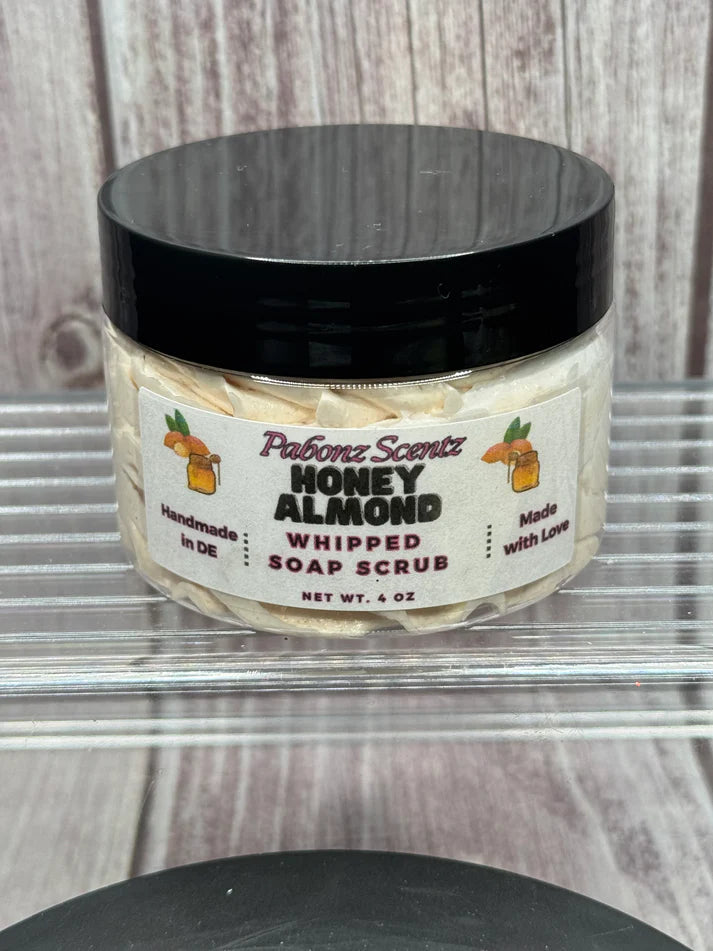 Pabonz Scentz
HONEY
ALMOND
WHIPPED
SOAP SCRUB
NET WT. 4 OZ
Handmade
in DE
Made
with Love